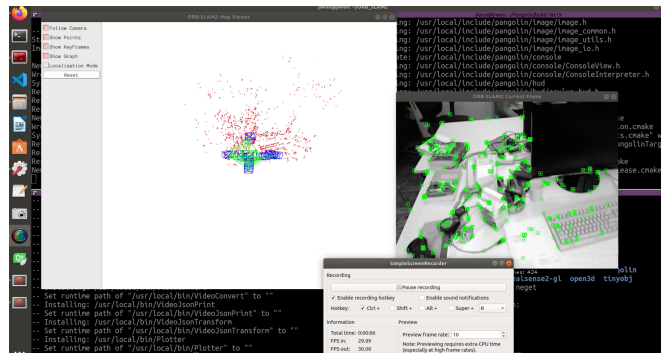 ORB-SLAM2: Map Viewer
Follow Camera
Show Points
Show KeyFrames
Show Graph
Localization Mode
Reset
ing: /usr/local/include/pangolin/image/image.h
ing: /usr/local/include/pangolin/image/image_common.h
ing: /usr/local/include/pangolin/image/image_utils.h
ing: /usr/local/include/pangolin/image/image_io.h
ate: /usr/local/include/pangolin/console
ing: /usr/local/include/pangolin/console/ConsoleView.h
ing: /usr/local/include/pangolin/console/ConsoleInterpreter.h
ing: /usr/local/include/pangolin/hud
ORB-SLAM2: Current Frame
SimpleScreenRecorder
Recording
Pause recording
Enable recording hotkey
Enable sound notifications
Hotkey:
Ctrl +
Shift +
Alt +
Super +
R
Information
Preview
Total time: 0:00:06
FPS in: 29.99
FPS out: 30.00
Preview frame rate: 10
Note: Previewing requires extra CPU time
(especially at high frame rates).
hes: 424
alsense2-gl open3d tinyobj
-- Set runtime path of "/usr/local/bin/VideoConvert" to ""
-- Installing: /usr/local/bin/VideoJsonPrint
-- Set runtime path of "/usr/local/bin/VideoJsonPrint" to ""
-- Installing: /usr/local/bin/VideoJsonTransform
-- Set runtime path of "/usr/local/bin/VideoJsonTransform" to ""
-- Installing: /usr/local/bin/Plotter
-- Set runtime path of "/usr/local/bin/Plotter" to ""